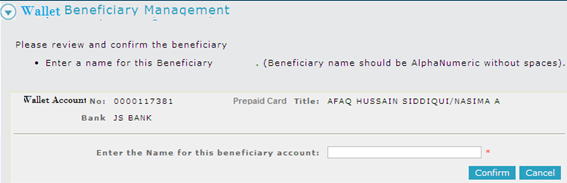 Wallet Beneficiary Management
Please review and confirm the beneficiary
• Enter a name for this Beneficiary . (Beneficiary name should be AlphaNumeric without spaces).
Wallet Account No: 0000117381 Prepaid Card Title: AFAQ HUSSAIN SIDDIQUI/NASIMA A
Bank JS BANK
Enter the Name for this beneficiary account: *
Confirm Cancel